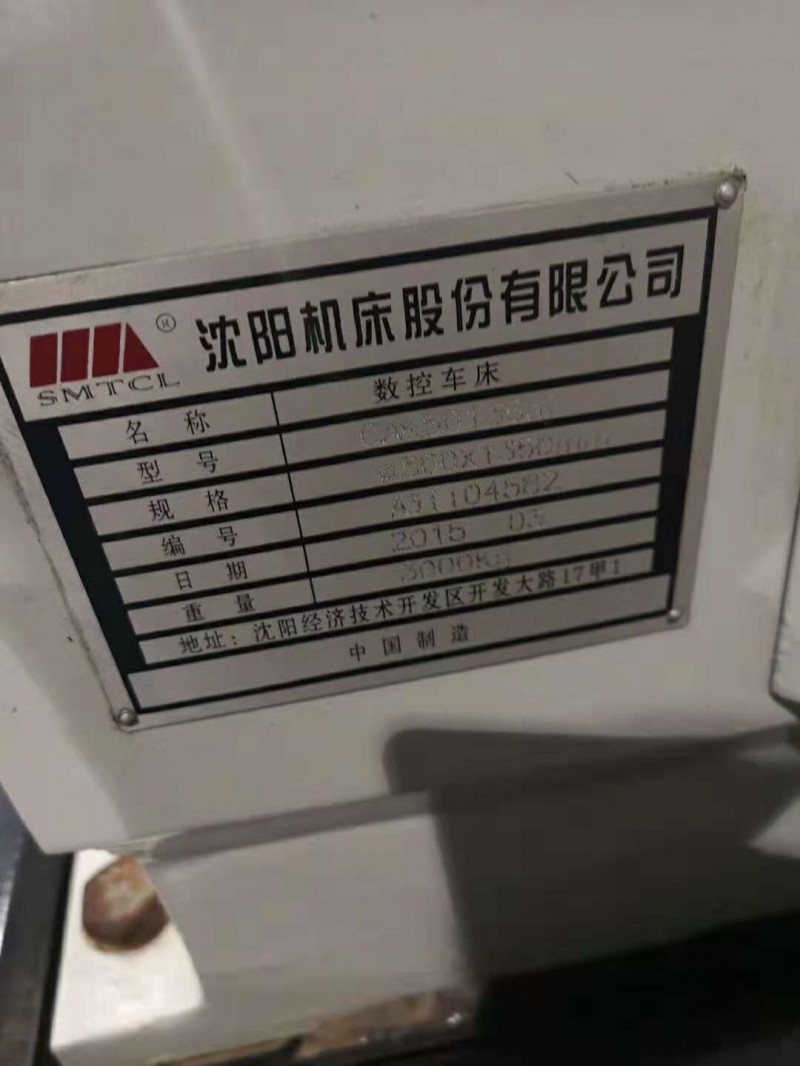 SMTCL ® 沈阳机床股份有限公司
名称 数控车床
型号
规格
编号
日期 2015 03
重量 3000Kg
地址：沈阳经济技术开发区开发大路17甲1
中国制造